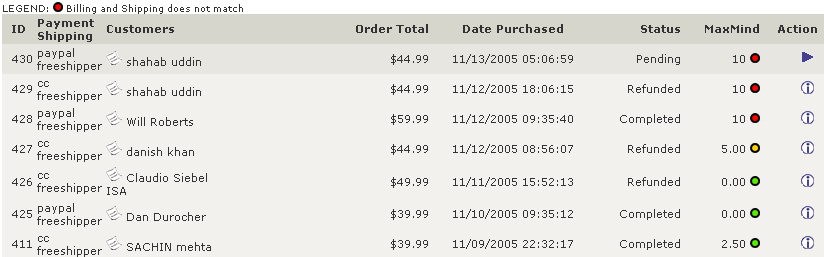 LEGEND: Billing and Shipping does not match
ID Payment Shipping Customers Order Total Date Purchased Status MaxMind Action
430 paypal freeshipper shahab uddin $44.99 11/13/2005 05:06:59 Pending 10
429 cc freeshipper shahab uddin $44.99 11/12/2005 18:06:15 Refunded 10
428 paypal freeshipper Will Roberts $59.99 11/12/2005 09:35:40 Completed 10
427 cc freeshipper danish khan $44.99 11/12/2005 08:56:07 Refunded 5.00
426 cc freeshipper Claudio Siebel ISA $49.99 11/11/2005 15:52:13 Refunded 0.00
425 paypal freeshipper Dan Durocher $39.99 11/10/2005 09:35:12 Completed 0.00
411 cc freeshipper SACHIN mehta $39.99 11/09/2005 22:32:17 Completed 2.50